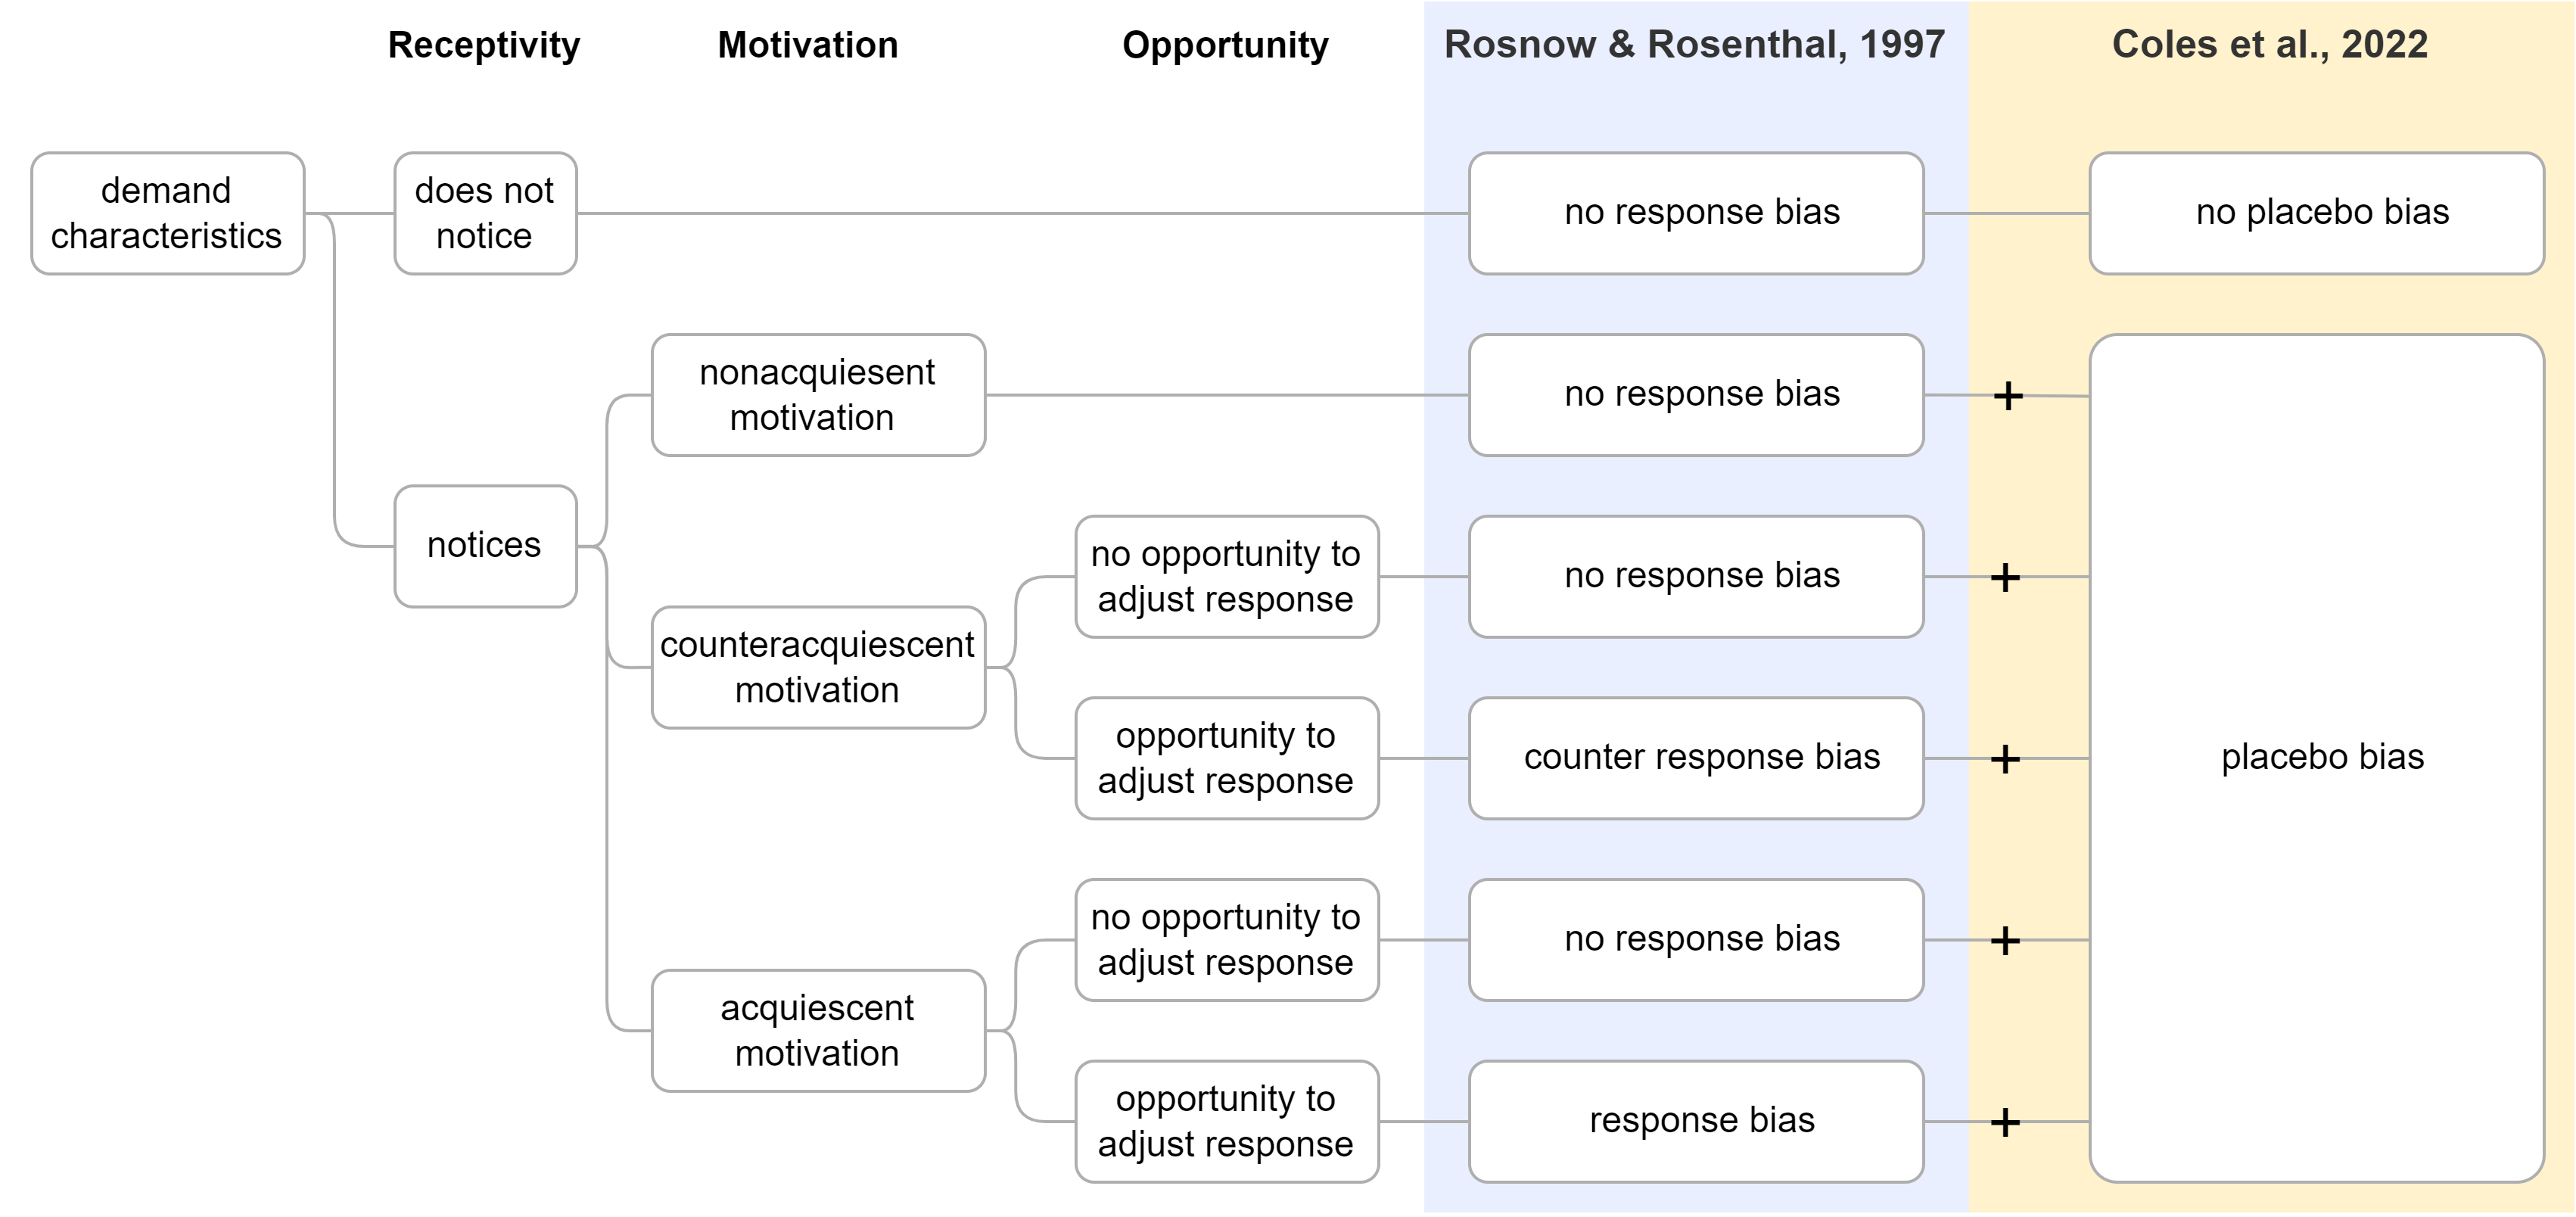 Receptivity
Motivation
Opportunity
Rosnow & Rosenthal, 1997
Coles et al., 2022
demand
characteristics
does not
notice
no response bias
no placebo bias
nonacquiesent
motivation
no response bias
+
notices
no opportunity to
adjust response
no response bias
+
counteracquiescent
motivation
opportunity to
adjust response
counter response bias
+
placebo bias
no opportunity to
adjust response
no response bias
+
acquiescent
motivation
opportunity to
adjust response
response bias
+